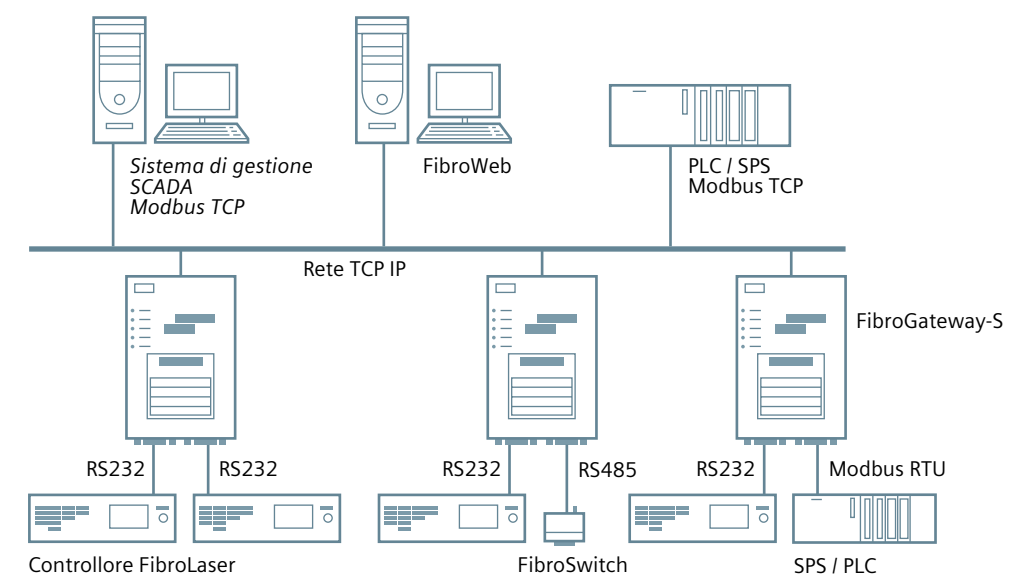 Sistema di gestione
SCADA
Modbus TCP
FibroWeb
PLC / SPS
Modbus TCP
Rete TCP IP
FibroGateway-S
RS232
RS232
RS232
RS485
RS232
Modbus RTU
Controllore FibroLaser
FibroSwitch
SPS / PLC